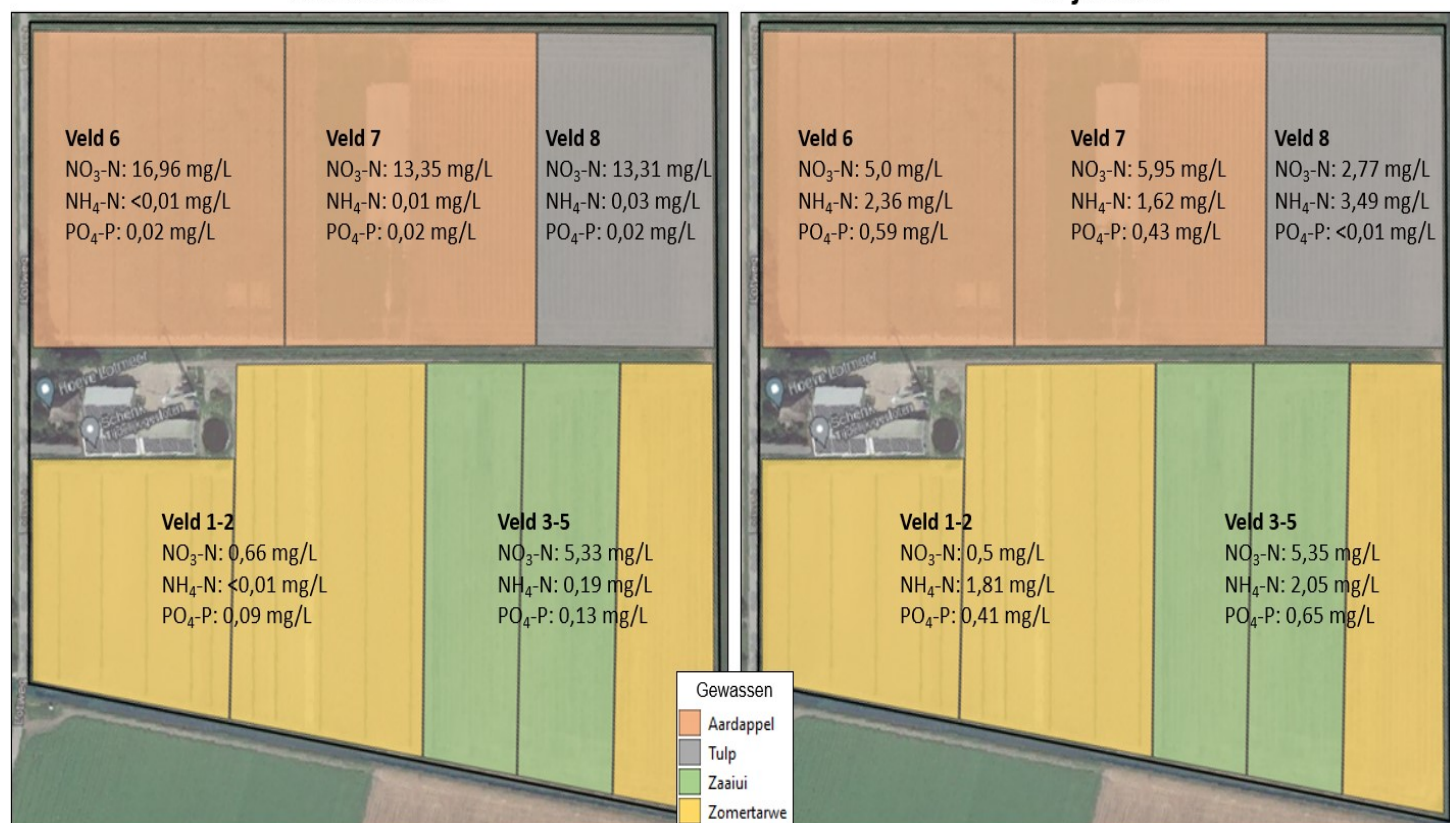 Veld 6
NO₃-N: 16,96 mg/L
NH₄-N: <0,01 mg/L
PO₄-P: 0,02 mg/L
Veld 7
NO₃-N: 13,35 mg/L
NH₄-N: 0,01 mg/L
PO₄-P: 0,02 mg/L
Veld 8
NO₃-N: 13,31 mg/L
NH₄-N: 0,03 mg/L
PO₄-P: 0,02 mg/L
Hoeve Lotmeer
Veld 1-2
NO₃-N: 0,66 mg/L
NH₄-N: <0,01 mg/L
PO₄-P: 0,09 mg/L
Veld 3-5
NO₃-N: 5,33 mg/L
NH₄-N: 0,19 mg/L
PO₄-P: 0,13 mg/L
Lotweg
Veld 6
NO₃-N: 5,0 mg/L
NH₄-N: 2,36 mg/L
PO₄-P: 0,59 mg/L
Veld 7
NO₃-N: 5,95 mg/L
NH₄-N: 1,62 mg/L
PO₄-P: 0,43 mg/L
Veld 8
NO₃-N: 2,77 mg/L
NH₄-N: 3,49 mg/L
PO₄-P: <0,01 mg/L
Hoeve Lotmeer
Veld 1-2
NO₃-N: 0,5 mg/L
NH₄-N: 1,81 mg/L
PO₄-P: 0,41 mg/L
Veld 3-5
NO₃-N: 5,35 mg/L
NH₄-N: 2,05 mg/L
PO₄-P: 0,65 mg/L
Gewassen
Aardappel
Tulp
Zaaiui
Zomertarwe